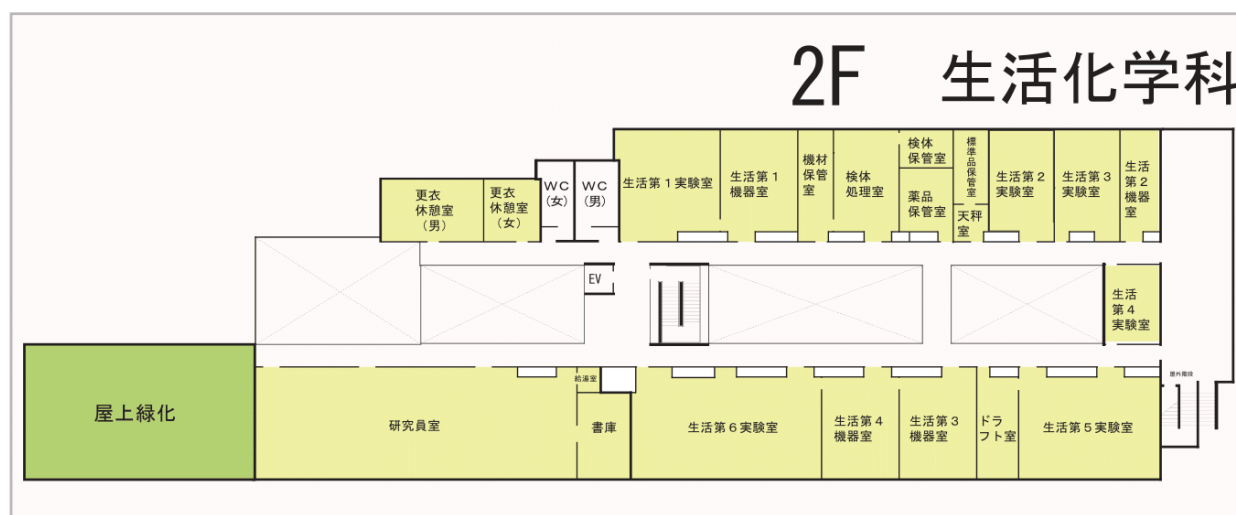 2F 生活化学科
更衣
休憩室
(男)
更衣
休憩室
(女)
WC
(女)
WC
(男)
生活第1実験室
生活第1
機器室
機材
保管
室
検体
処理室
検体
保管室
薬品
保管室
標準品保管室
天秤
室
生活第2
実験室
生活第3
実験室
生活
第2
機器
室
EV
生活
第4
実験室
屋上緑化
研究員室
給湯室
書庫
生活第6実験室
生活第4
機器室
生活第3
機器室
ドラ
フト室
生活第5実験室
屋外階段